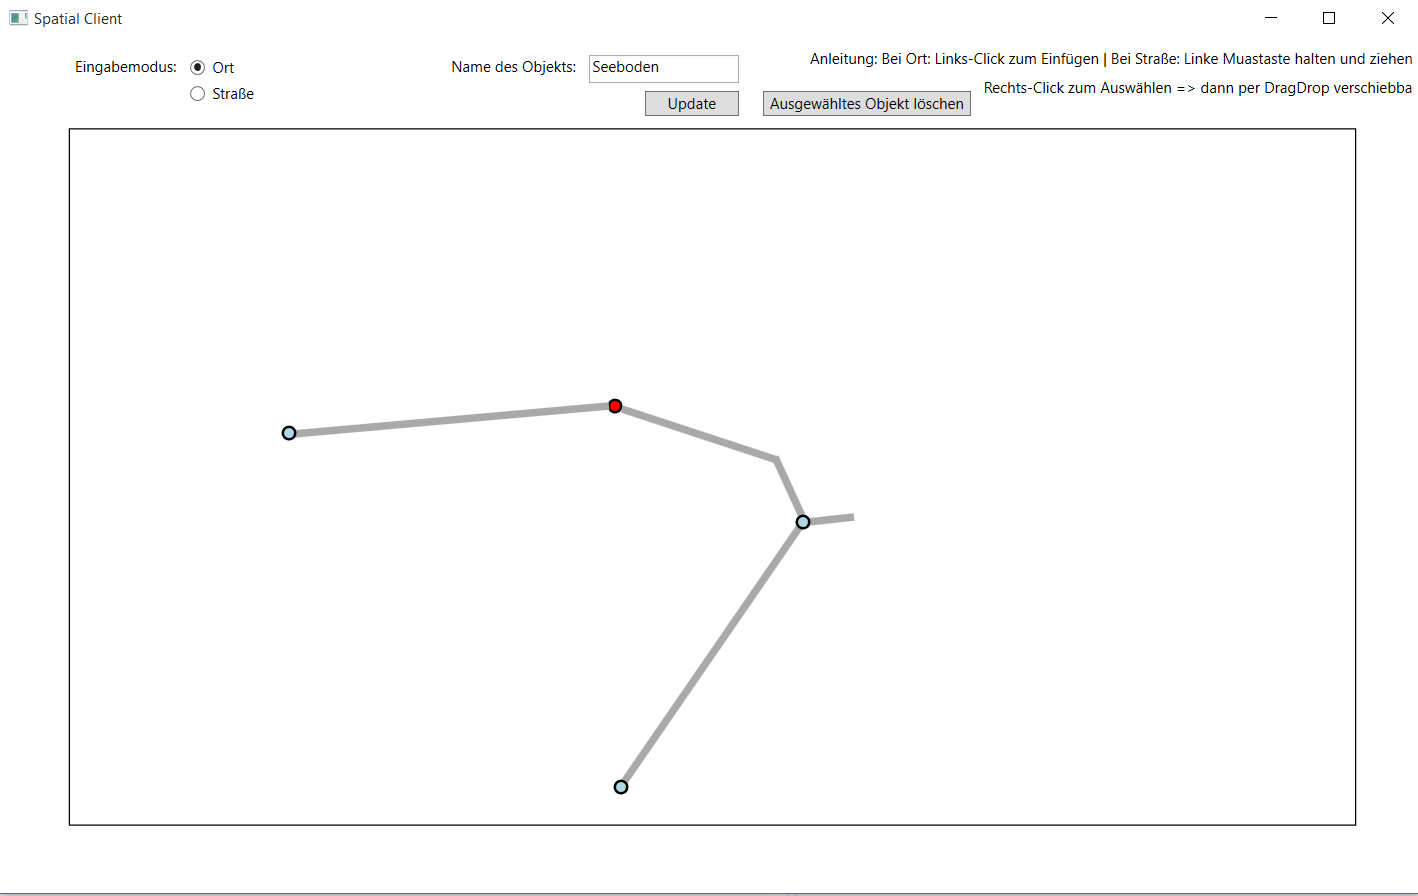 Spatial Client
Eingabemodus:
Ort
Straße
Name des Objekts:
Seeboden
Update
Ausgewähltes Objekt löschen
Anleitung: Bei Ort: Links-Click zum Einfügen | Bei Straße: Linke Muastaste halten und ziehen
Rechts-Click zum Auswählen => dann per DragDrop verschiebba